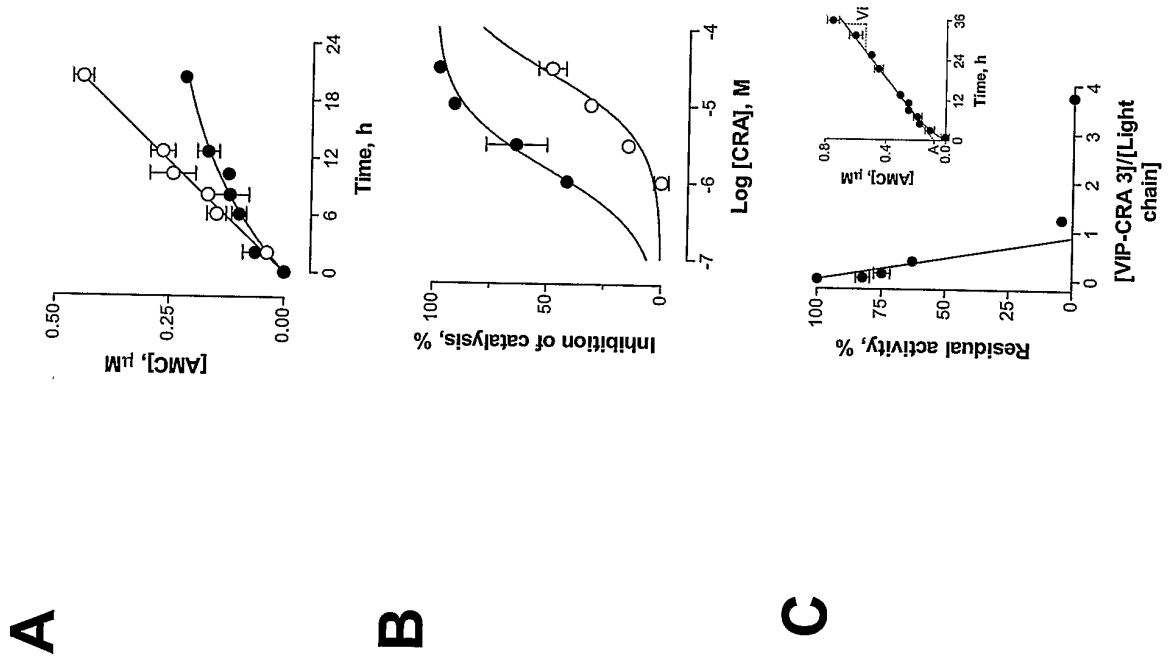 A
[AMC], µM
0.50
0.25
0.00
0
6
12
18
24
Time, h
B
Inhibition of catalysis, %
100
50
0
-7
-6
-5
-4
Log [CRA], M
C
Residual activity, %
100
75
50
25
0
0
1
2
3
4
[VIP-CRA 3]/[Light
chain]
[AMC], µM
0.8
0.4
0.0
A
Vi
0
12
24
36
Time, h